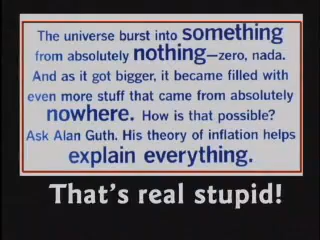 The universe burst into something
from absolutely nothing—zero, nada.
And as it got bigger, it became filled with
even more stuff that came from absolutely
nowhere. How is that possible?
Ask Alan Guth. His theory of inflation helps
explain everything.
That's real stupid!